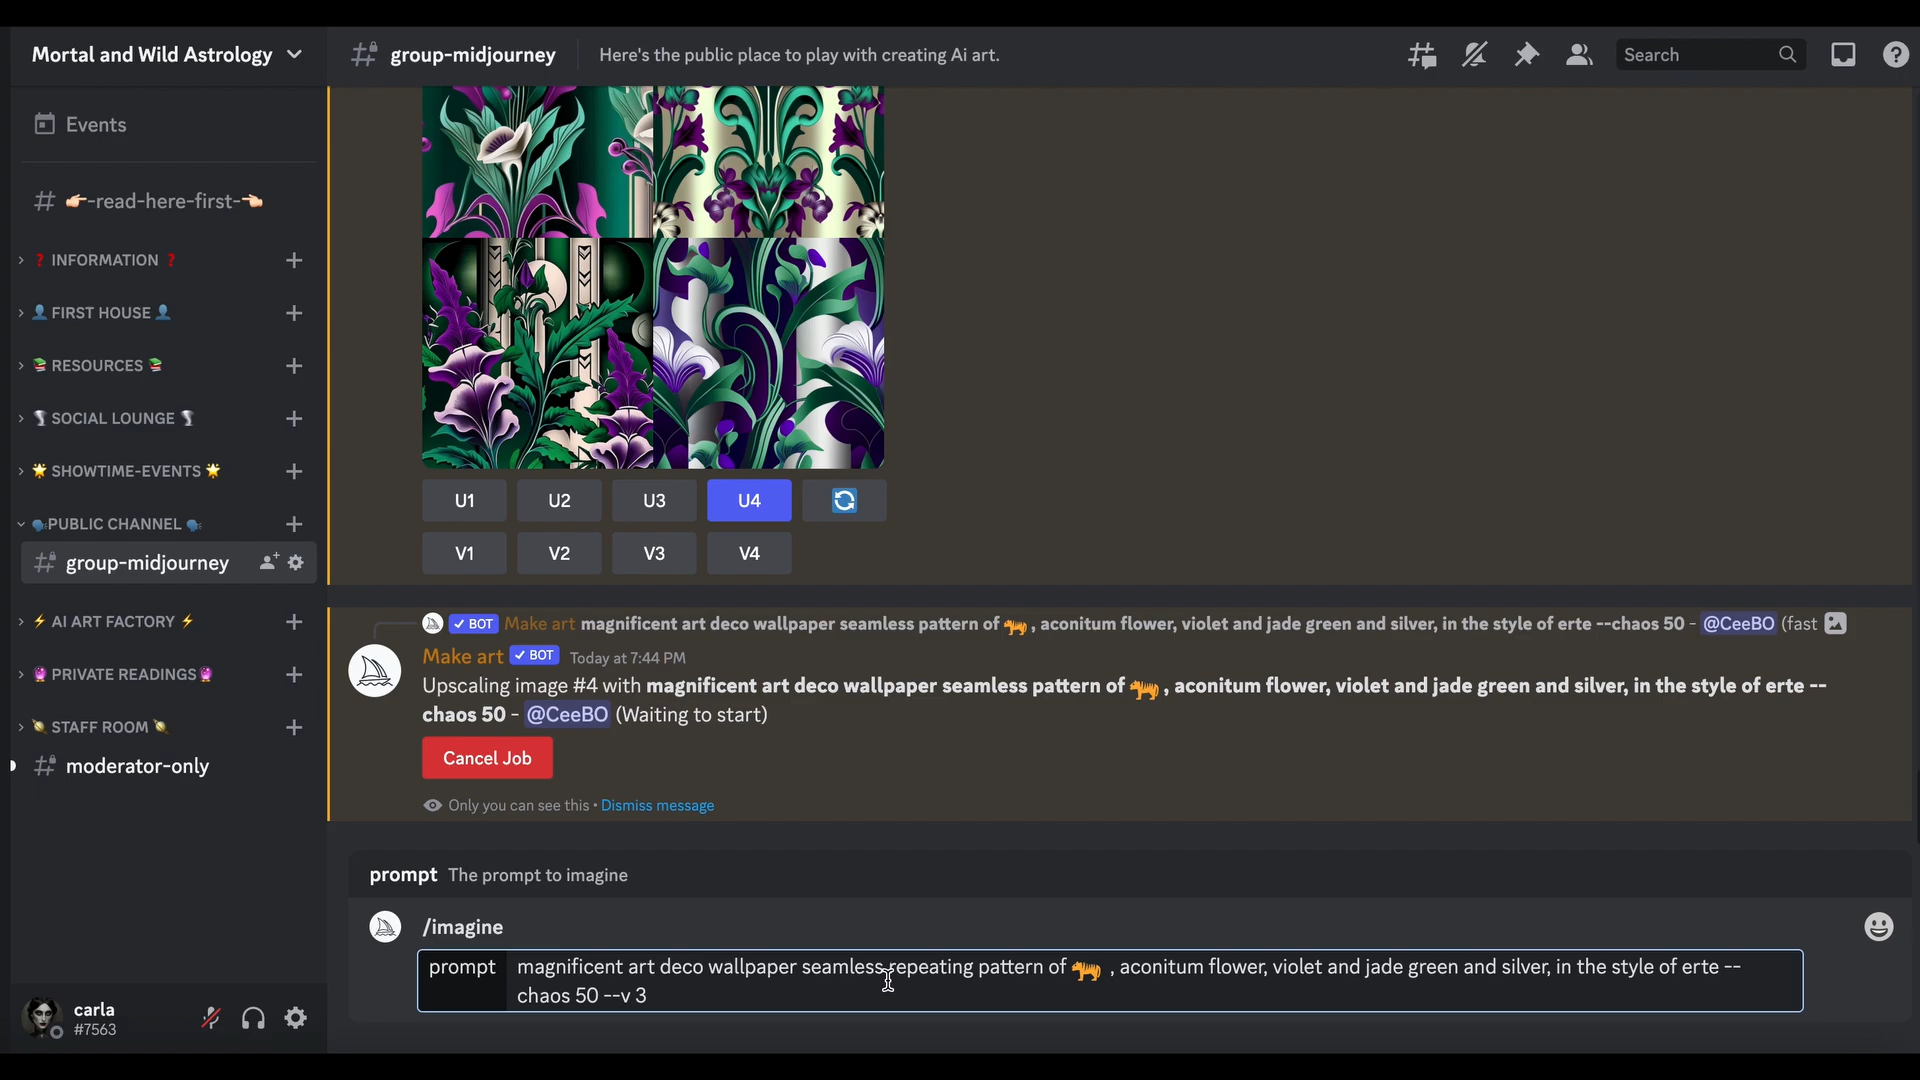 Mortal and Wild Astrology
group-midjourney
Here's the public place to play with creating Ai art.
Search
Events
👉🏻-read-here-first-👈🏻
❓ INFORMATION ❓
👤 FIRST HOUSE 👤
📚 RESOURCES 📚
🌪️ SOCIAL LOUNGE 🌪️
🌟 SHOWTIME-EVENTS 🌟
🗣️PUBLIC CHANNEL 🗣️
group-midjourney
⚡ AI ART FACTORY ⚡
🔮 PRIVATE READINGS🔮
🪐 STAFF ROOM 🪐
moderator-only
carla
#7563
U1 U2 U3 U4
V1 V2 V3 V4
✓ BOT Make art magnificent art deco wallpaper seamless pattern of 🐅 , aconitum flower, violet and jade green and silver, in the style of erte --chaos 50 - @CeeBO (fast
Make art ✓ BOT Today at 7:44 PM
Upscaling image #4 with magnificent art deco wallpaper seamless pattern of 🐅 , aconitum flower, violet and jade green and silver, in the style of erte --
chaos 50 - @CeeBO (Waiting to start)
Cancel Job
Only you can see this • Dismiss message
prompt The prompt to imagine
/imagine
prompt magnificent art deco wallpaper seamless repeating pattern of 🐅 , aconitum flower, violet and jade green and silver, in the style of erte --
chaos 50 --v 3